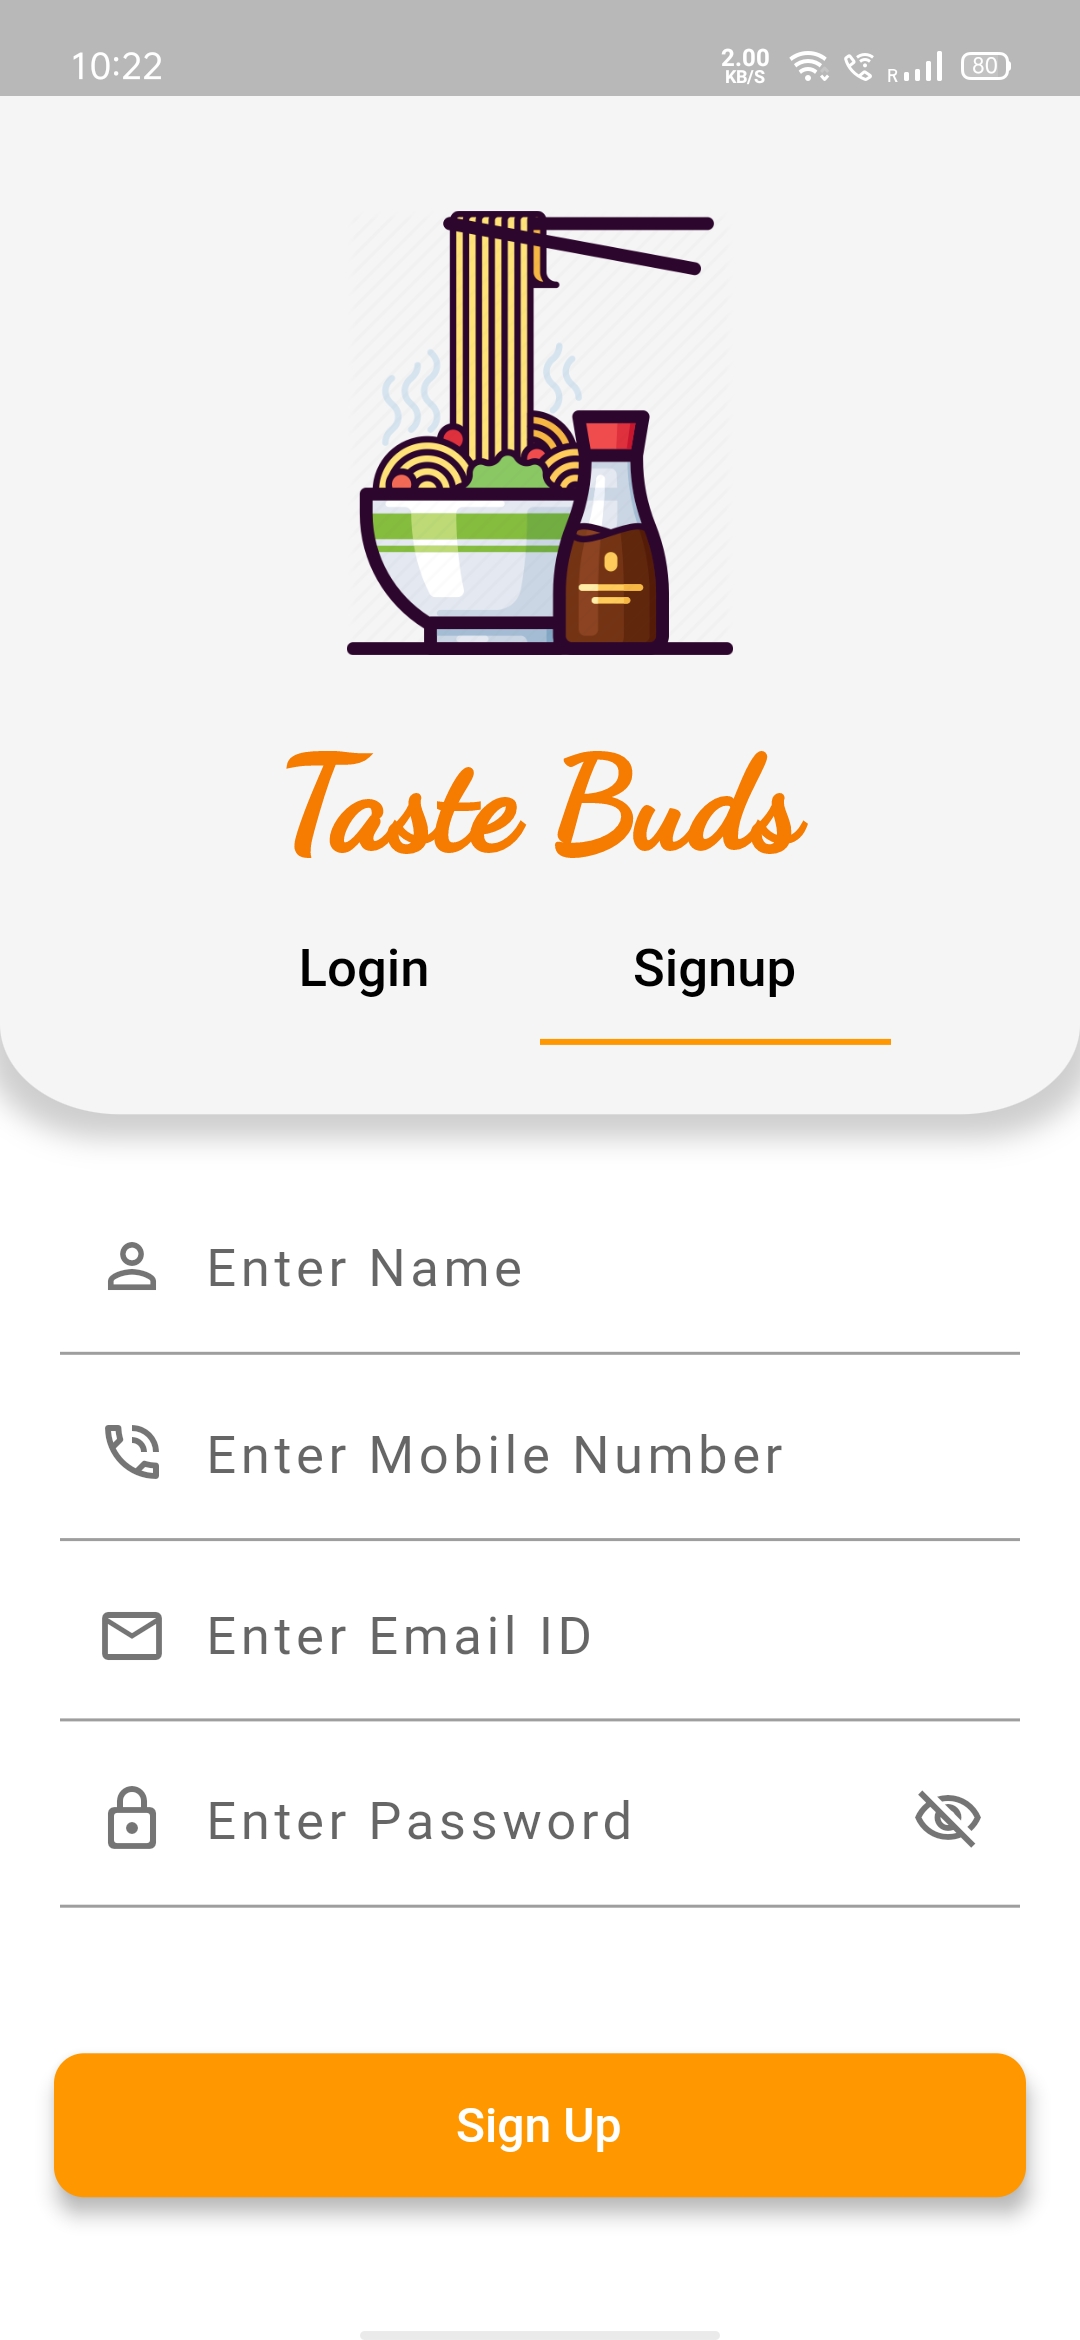 10:22
2.00
KB/S
R
80
Taste Buds
Login Signup
Enter Name
Enter Mobile Number
Enter Email ID
Enter Password
Sign Up